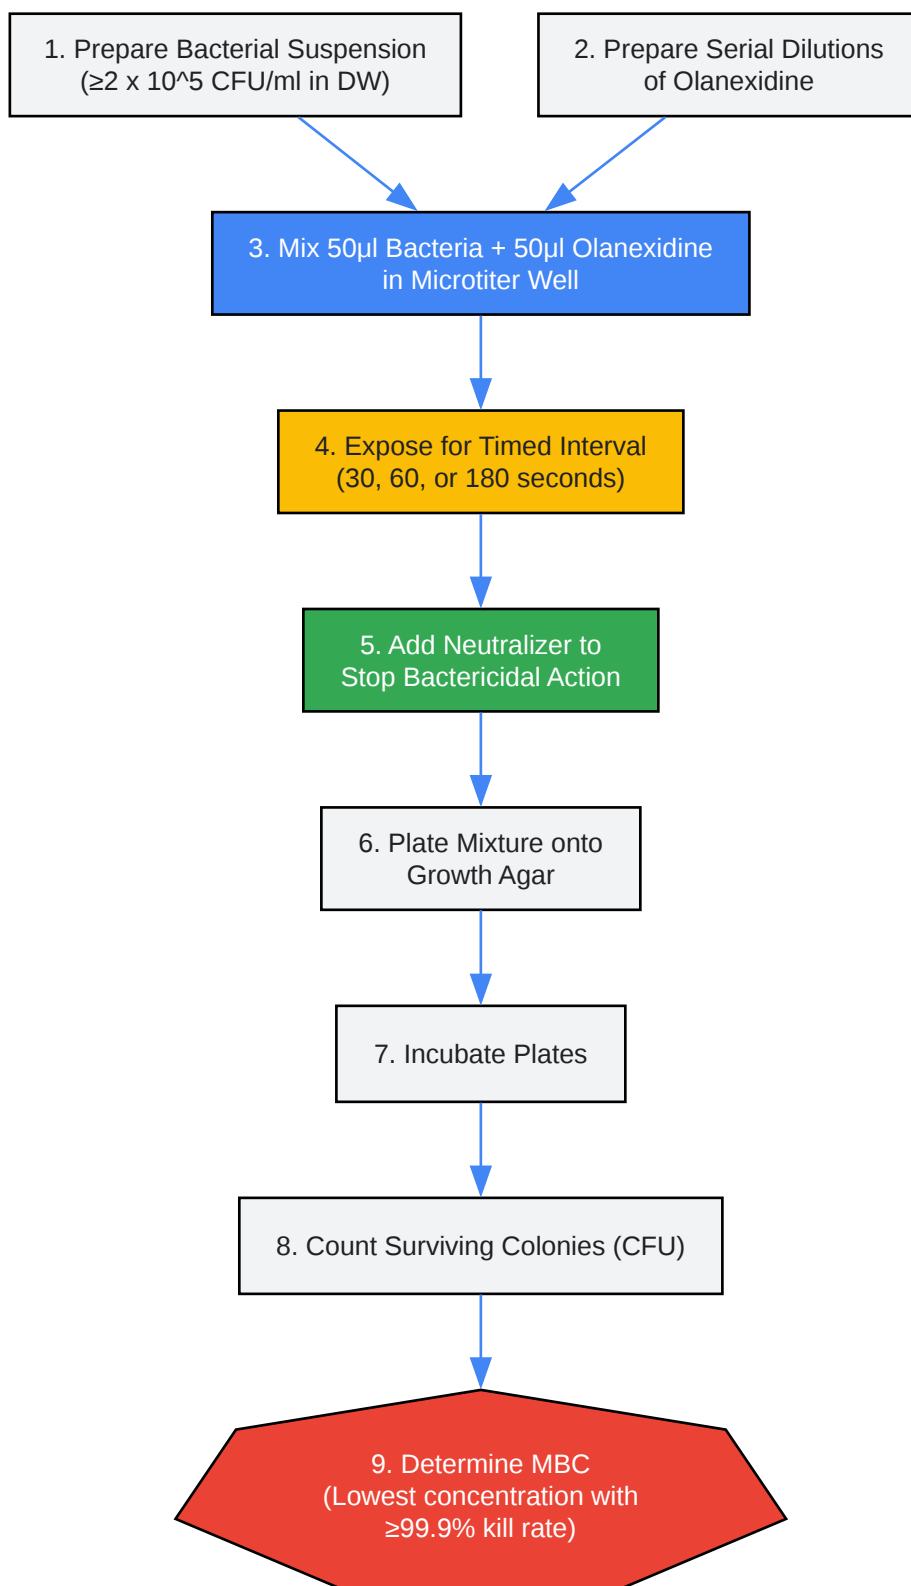 1. Prepare Bacterial Suspension
(≥2 x 10^5 CFU/ml in DW)
2. Prepare Serial Dilutions
of Olanexidine
3. Mix 50µl Bacteria + 50µl Olanexidine
in Microtiter Well
4. Expose for Timed Interval
(30, 60, or 180 seconds)
5. Add Neutralizer to
Stop Bactericidal Action
6. Plate Mixture onto
Growth Agar
7. Incubate Plates
8. Count Surviving Colonies (CFU)
9. Determine MBC
(Lowest concentration with
≥99.9% kill rate)